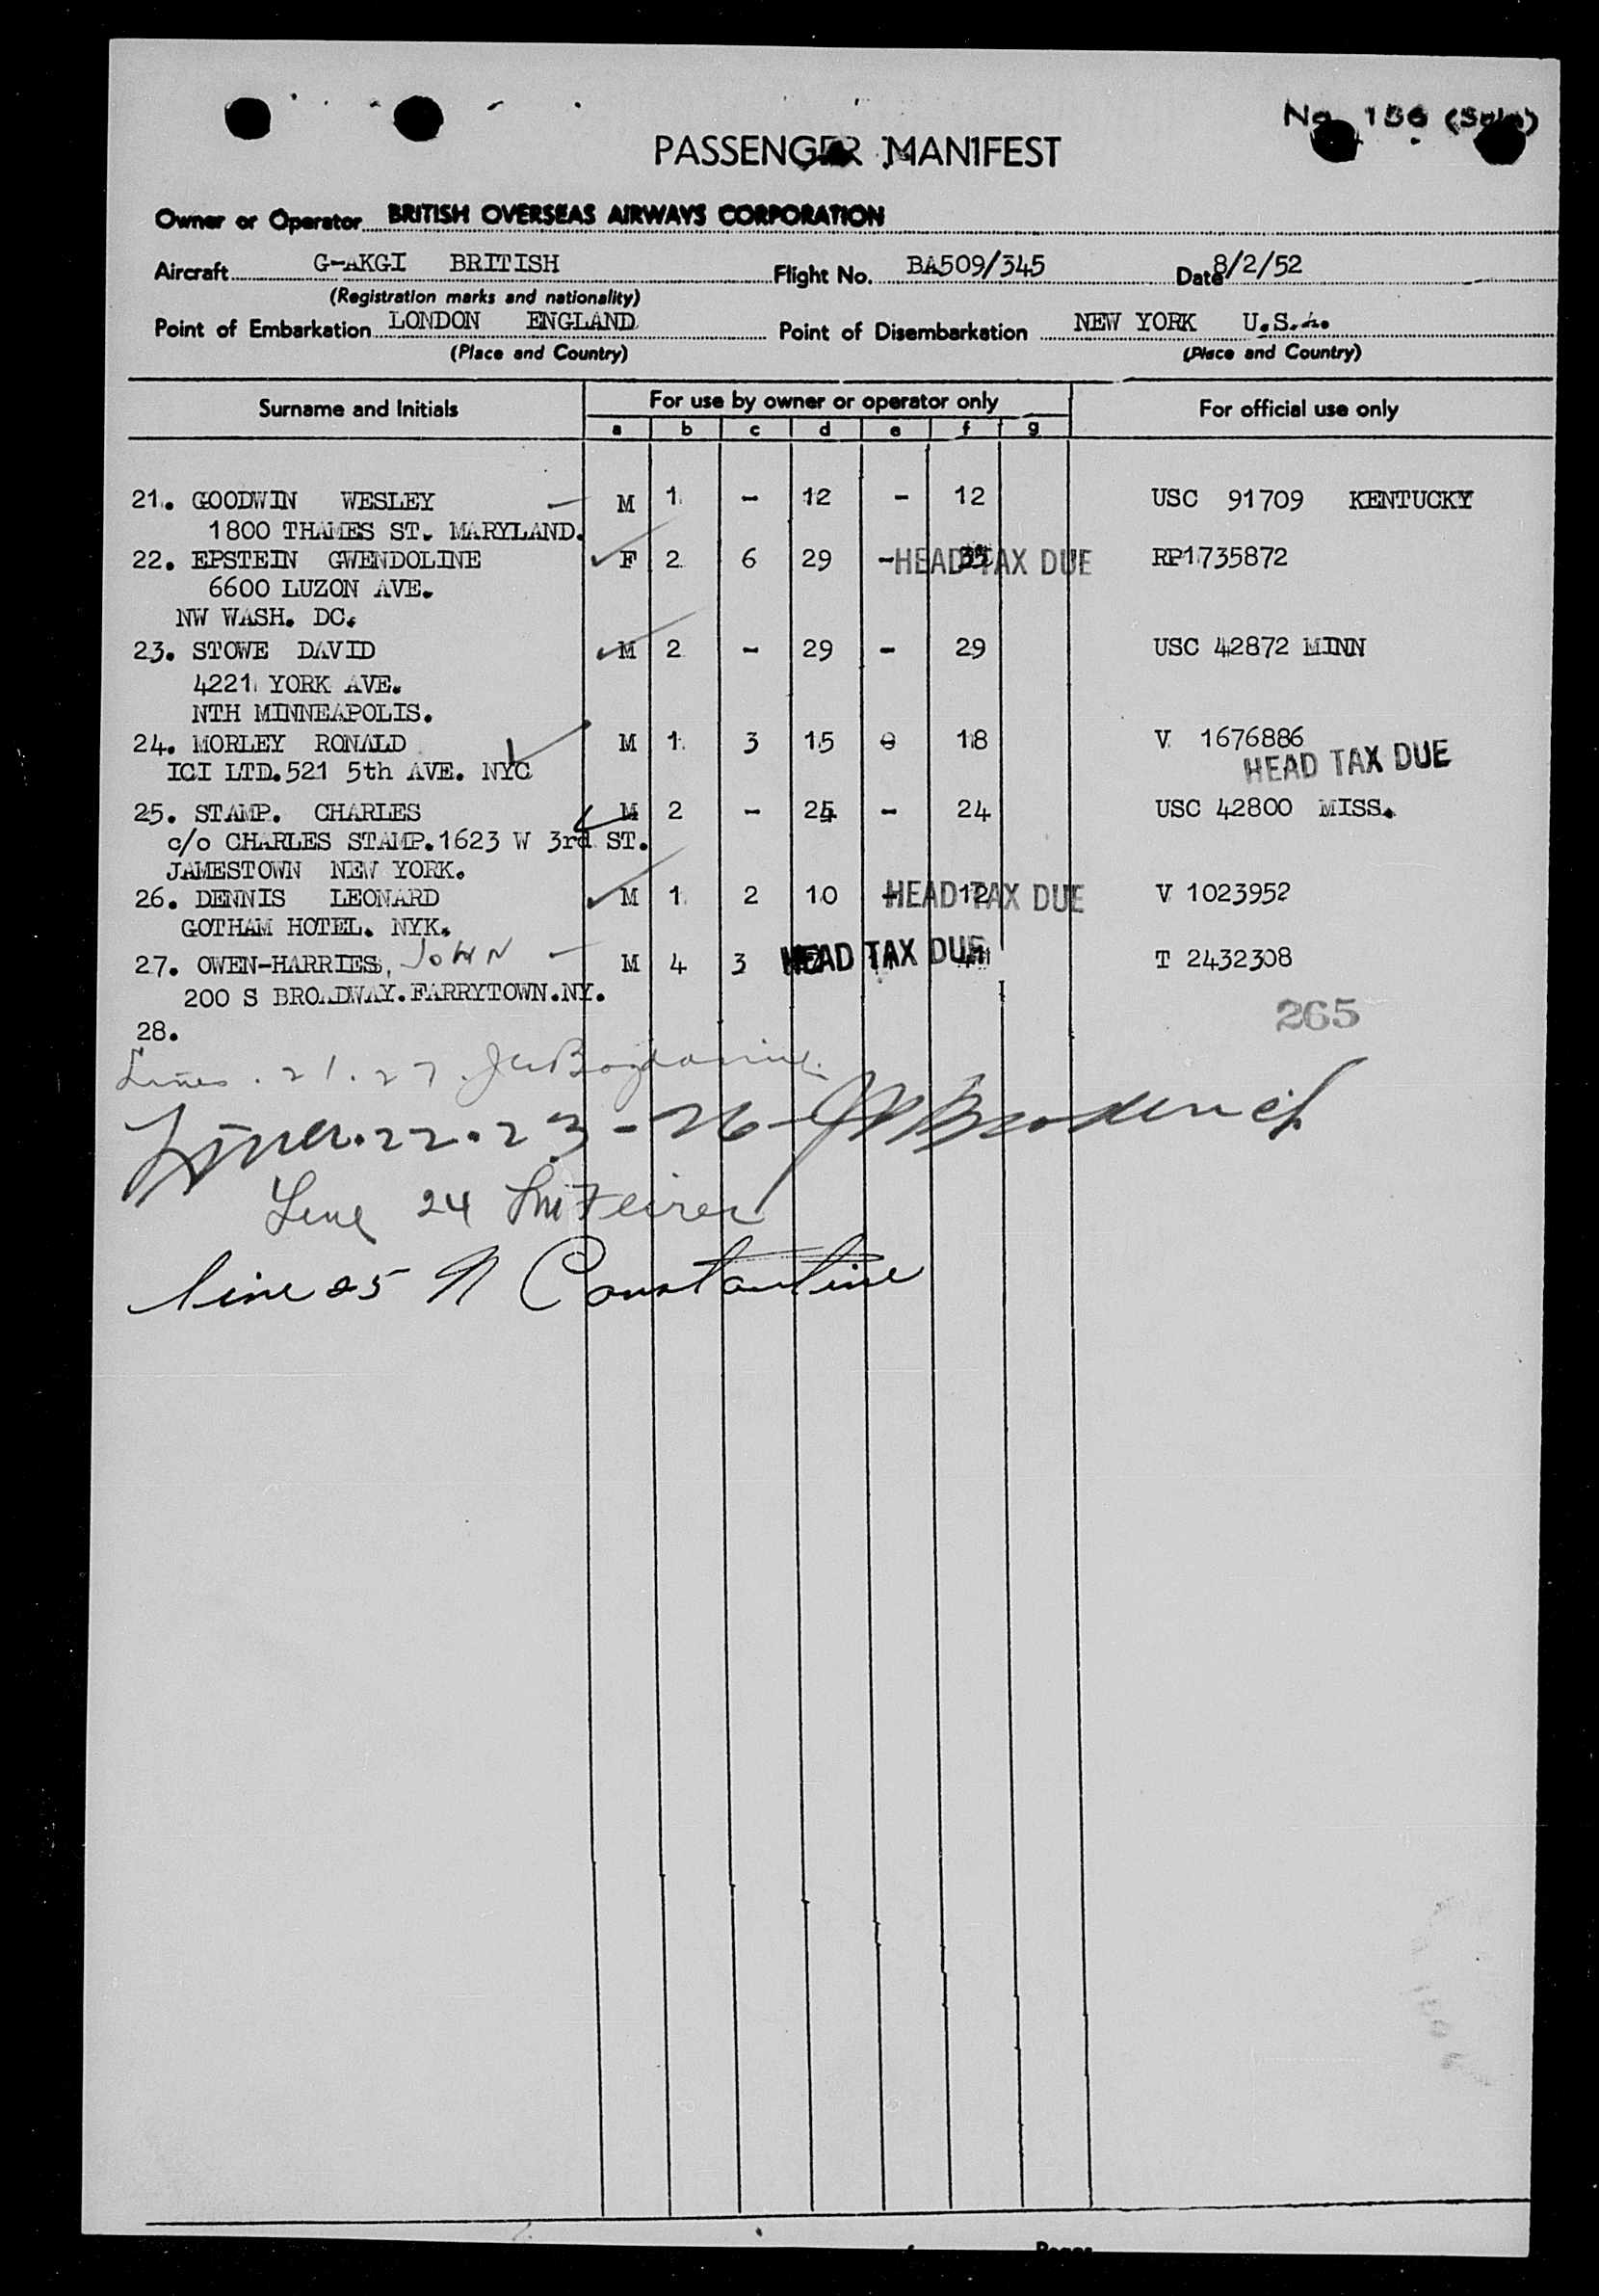 No 156
PASSENGER MANIFEST
Owner or Operator BRITISH OVERSEAS AIRWAYS CORPORATION
Aircraft G-AKGI BRITISH Flight No. BA509/345 Date 8/2/52
(Registration marks and nationality)
Point of Embarkation LONDON ENGLAND Point of Disembarkation NEW YORK U.S.A.
(Place and Country) (Place and Country)
Surname and Initials For use by owner or operator only For official use only
a b c d e f g
21. GOODWIN WESLEY — M 1 - 12 - 12 USC 91709 KENTUCKY
1800 THAMES ST. MARYLAND.
22. EPSTEIN GWENDOLINE F 2 6 29 - 35 HEAD TAX DUE RP1735872
6600 LUZON AVE.
NW WASH. DC.
23. STOWE DAVID M 2 - 29 - 29 USC 42872 MINN
4221 YORK AVE.
NTH MINNEAPOLIS.
24. MORLEY RONALD M 1 3 15 0 18 V 1676886
ICI LTD.521 5th AVE. NYC HEAD TAX DUE
25. STAMP. CHARLES M 2 - 24 - 24 USC 42800 MISS.
c/o CHARLES STAMP.1623 W 3rd ST.
JAMESTOWN NEW YORK.
26. DENNIS LEONARD M 1 2 10 - 12 HEAD TAX DUE V 1023952
GOTHAM HOTEL. NYK.
27. OWEN-HARRIES, JOHN — M 4 3 HEAD TAX DUE T 2432308
200 S BROADWAY.FARRYTOWN.NY.
265
28.
Lines . 21.27.
Lines.22.23-26-
Line 24
line 25 N Constantine